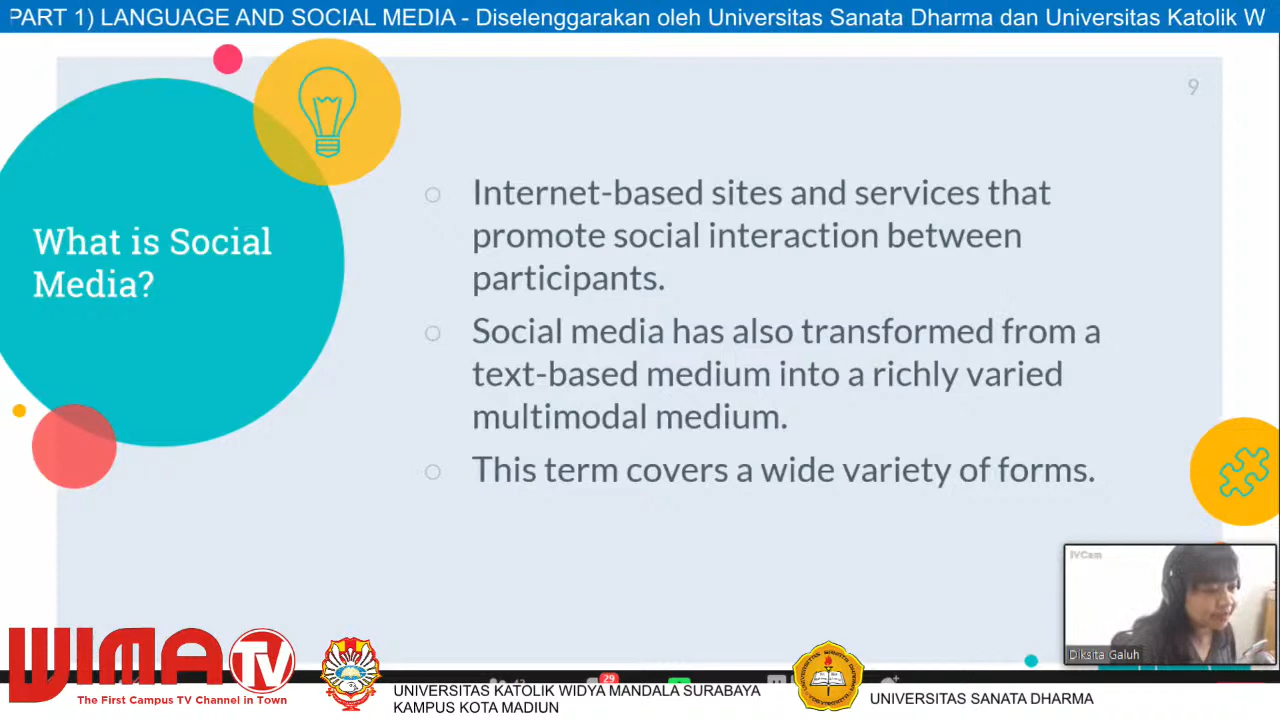 PART 1) LANGUAGE AND SOCIAL MEDIA - Diselenggarakan oleh Universitas Sanata Dharma dan Universitas Katolik W
9
What is Social
Media?
Internet-based sites and services that
promote social interaction between
participants.
Social media has also transformed from a
text-based medium into a richly varied
multimodal medium.
This term covers a wide variety of forms.
IVCam
Diksita Galuh
WIMA TV
The First Campus TV Channel in Town
29
UNIVERSITAS KATOLIK WIDYA MANDALA SURABAYA
KAMPUS KOTA MADIUN
UNIVERSITAS SANATA DHARMA